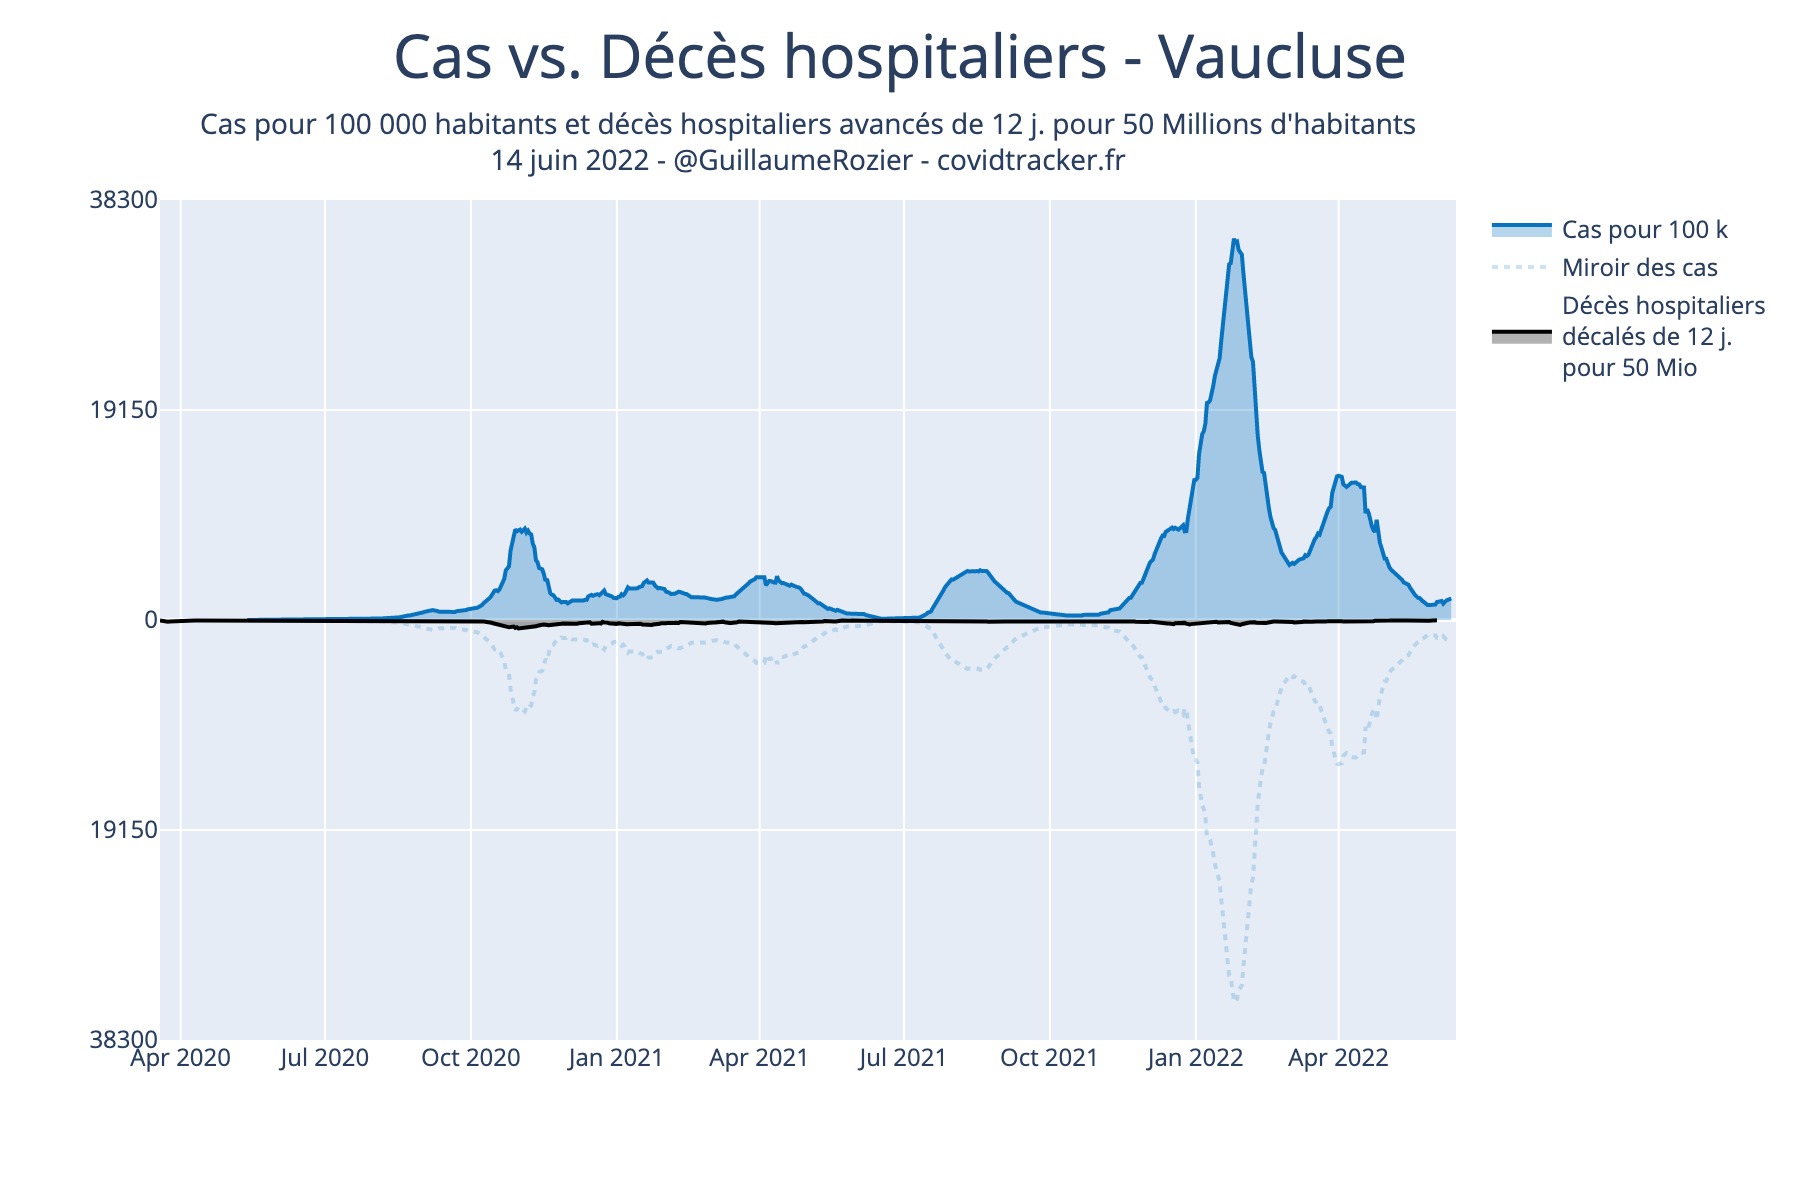 Cas vs. Décès hospitaliers - Vaucluse
Cas pour 100 000 habitants et décès hospitaliers avancés de 12 j. pour 50 Millions d'habitants
14 juin 2022 - @GuillaumeRozier - covidtracker.fr
38300
19150
0
19150
38300
Apr 2020
Jul 2020
Oct 2020
Jan 2021
Apr 2021
Jul 2021
Oct 2021
Jan 2022
Apr 2022
Cas pour 100 k
Miroir des cas
Décès hospitaliers
décalés de 12 j.
pour 50 Mio